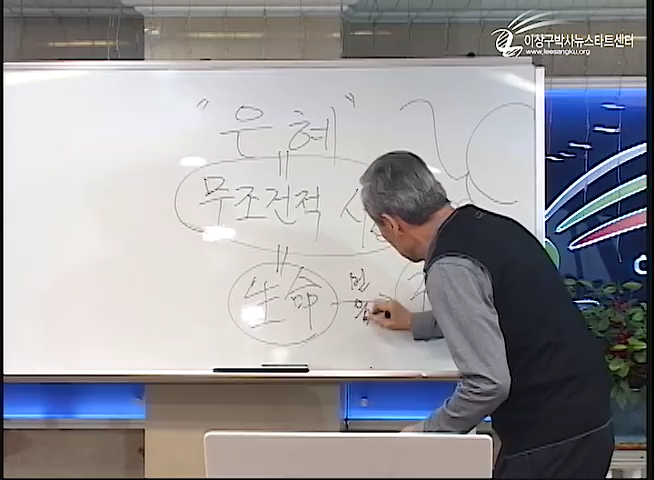 이상구박사뉴스타트센터
www.leesangku.org
"은혜"
||
무조건적 사
||
生命